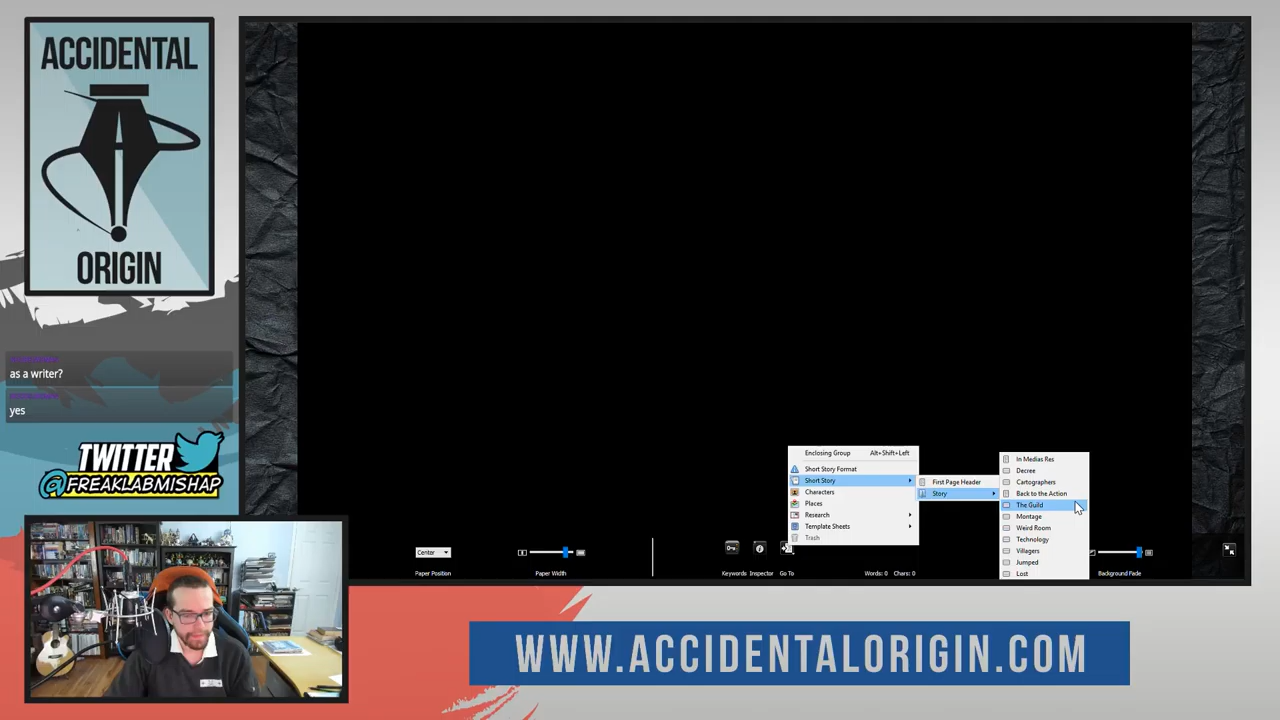 ACCIDENTAL
ORIGIN
as a writer?
yes
TWITTER
@FREAKLABMISHAP
Enclosing Group Alt+Shift+Left
Short Story Format
Short Story
Characters
Places
Research
Template Sheets
Trash
First Page Header
Story
In Medias Res
Decree
Cartographers
Back to the Action
The Guild
Montage
Weird Room
Technology
Villagers
Jumped
Lost
Center
Paper Position
Paper Width
Keywords Inspector Go To
Words: 0 Chars: 0
Background Fade
WWW.ACCIDENTALORIGIN.COM